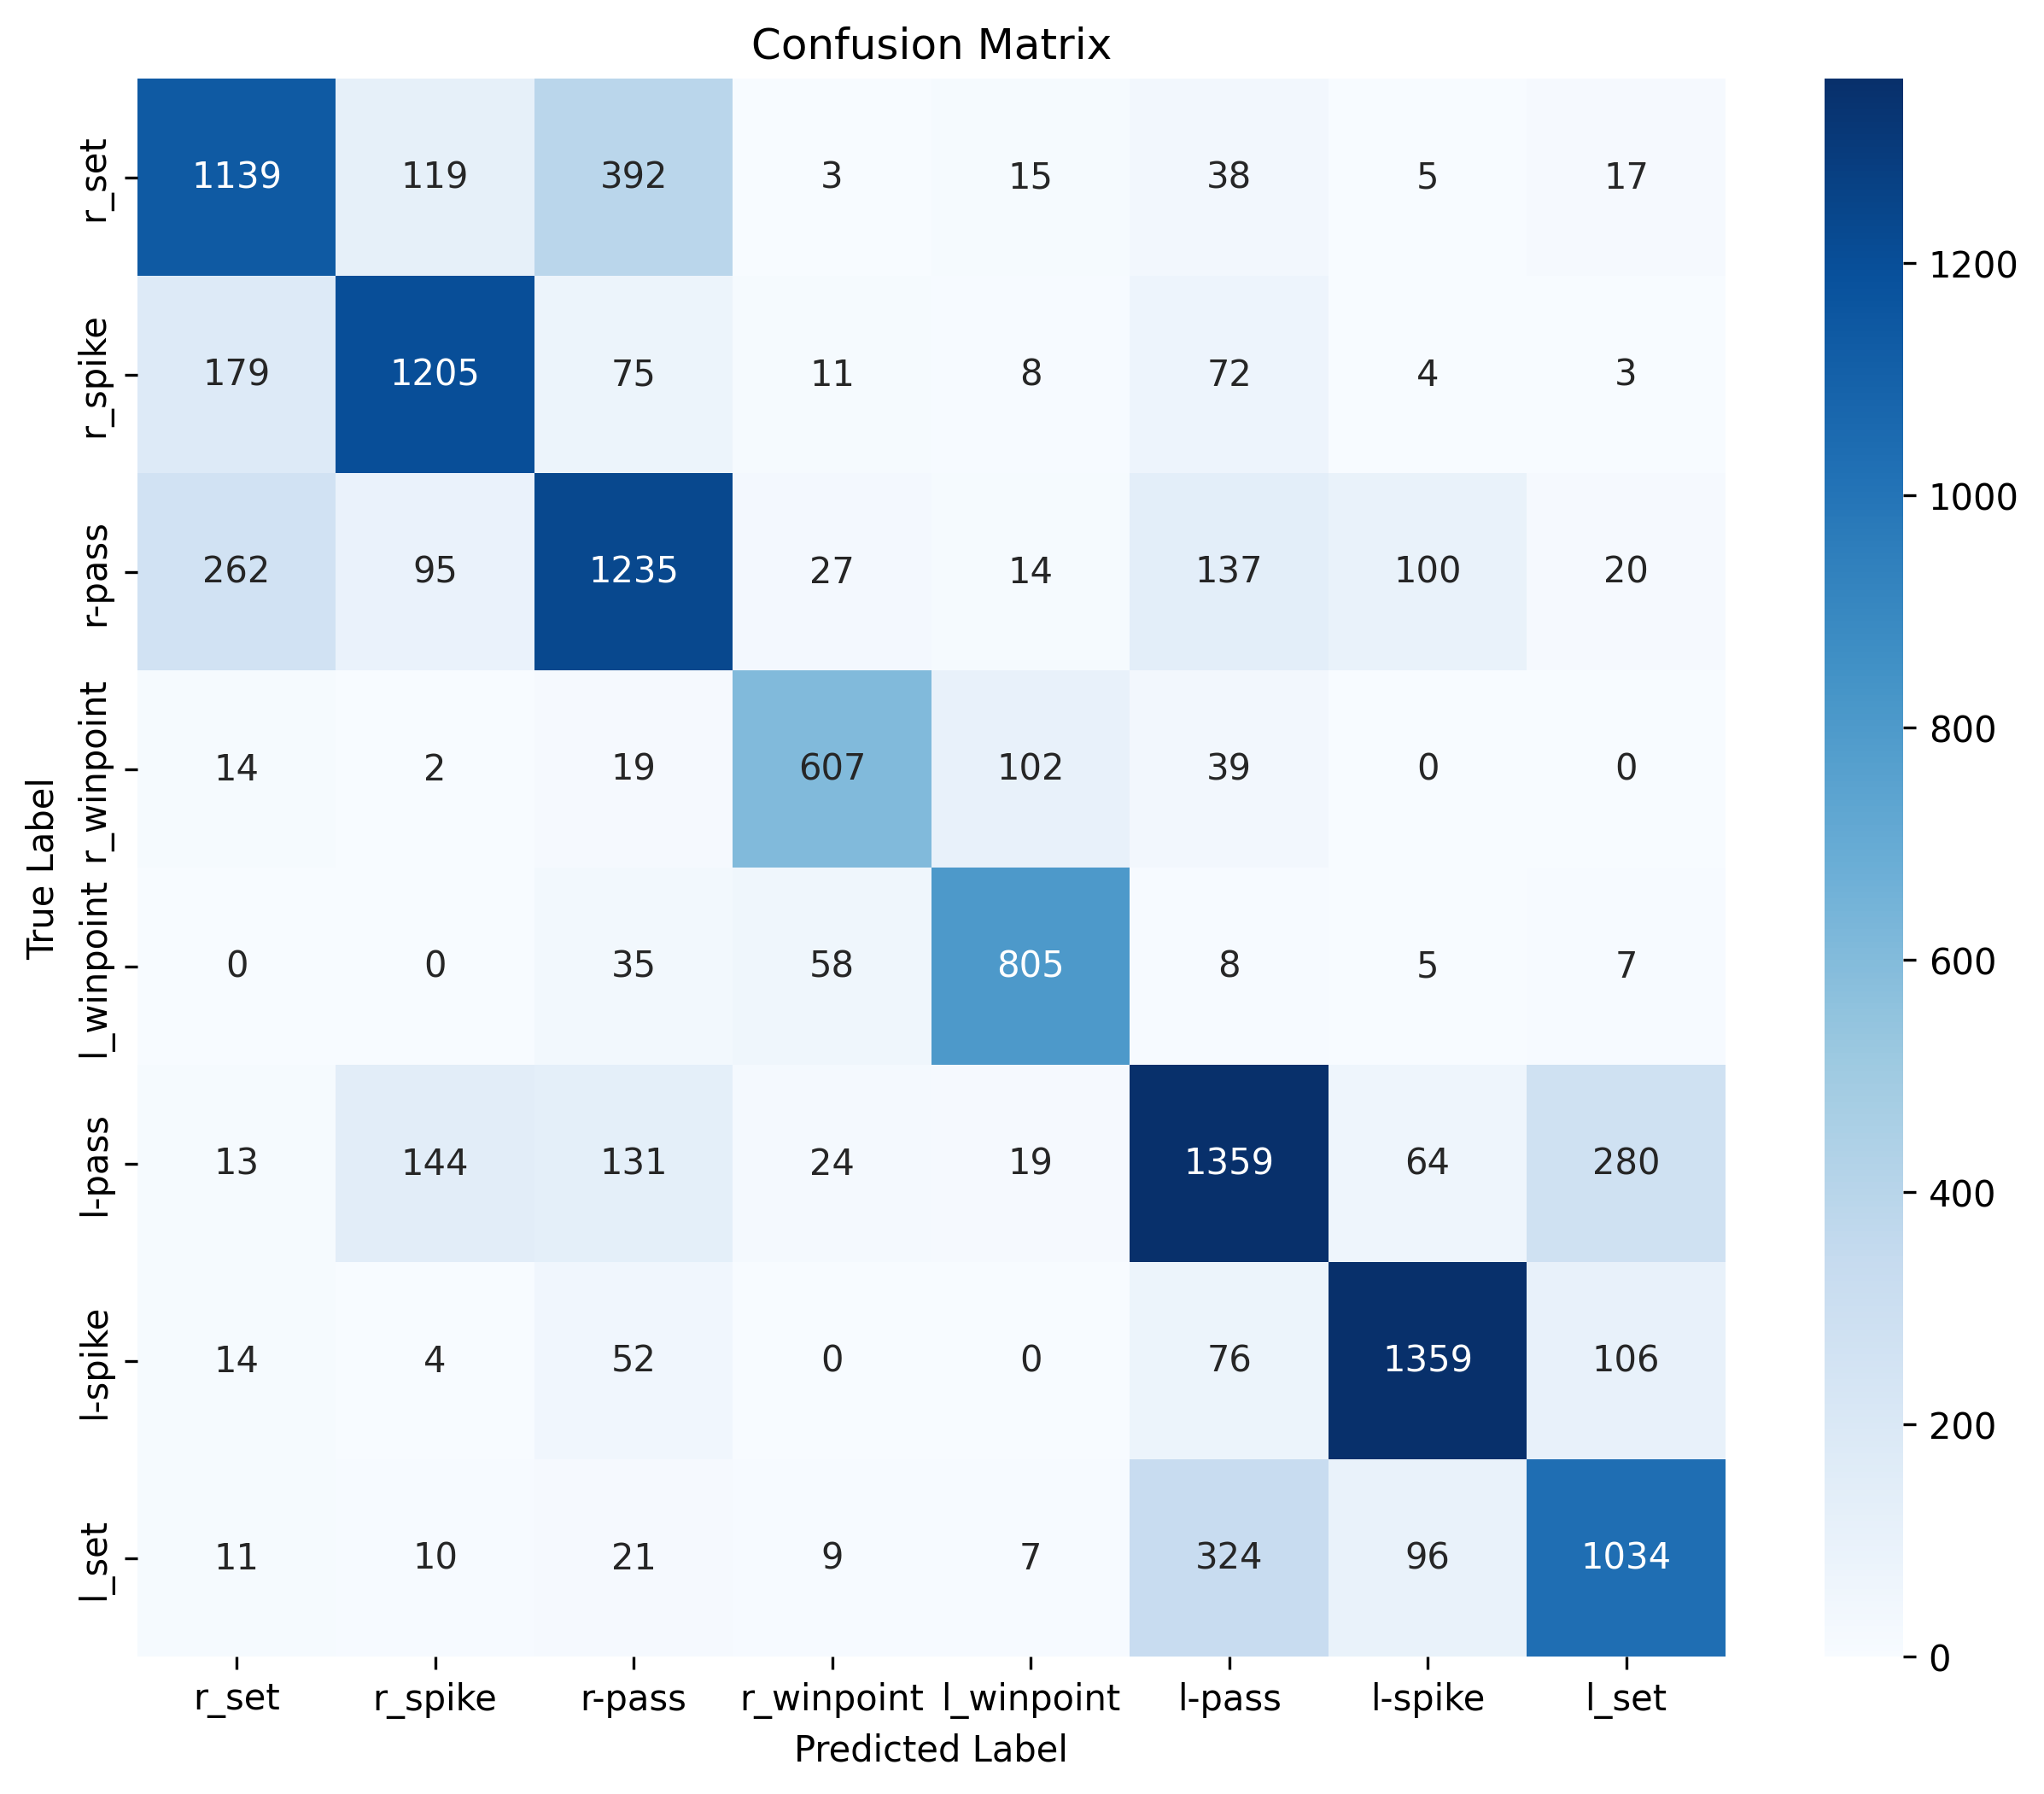 Confusion Matrix
True Label
r_set 1139 119 392 3 15 38 5 17
r_spike 179 1205 75 11 8 72 4 3
r-pass 262 95 1235 27 14 137 100 20
r_winpoint 14 2 19 607 102 39 0 0
l_winpoint 0 0 35 58 805 8 5 7
l-pass 13 144 131 24 19 1359 64 280
l-spike 14 4 52 0 0 76 1359 106
l_set 11 10 21 9 7 324 96 1034
r_set r_spike r-pass r_winpoint l_winpoint l-pass l-spike l_set
Predicted Label
1200
1000
800
600
400
200
0